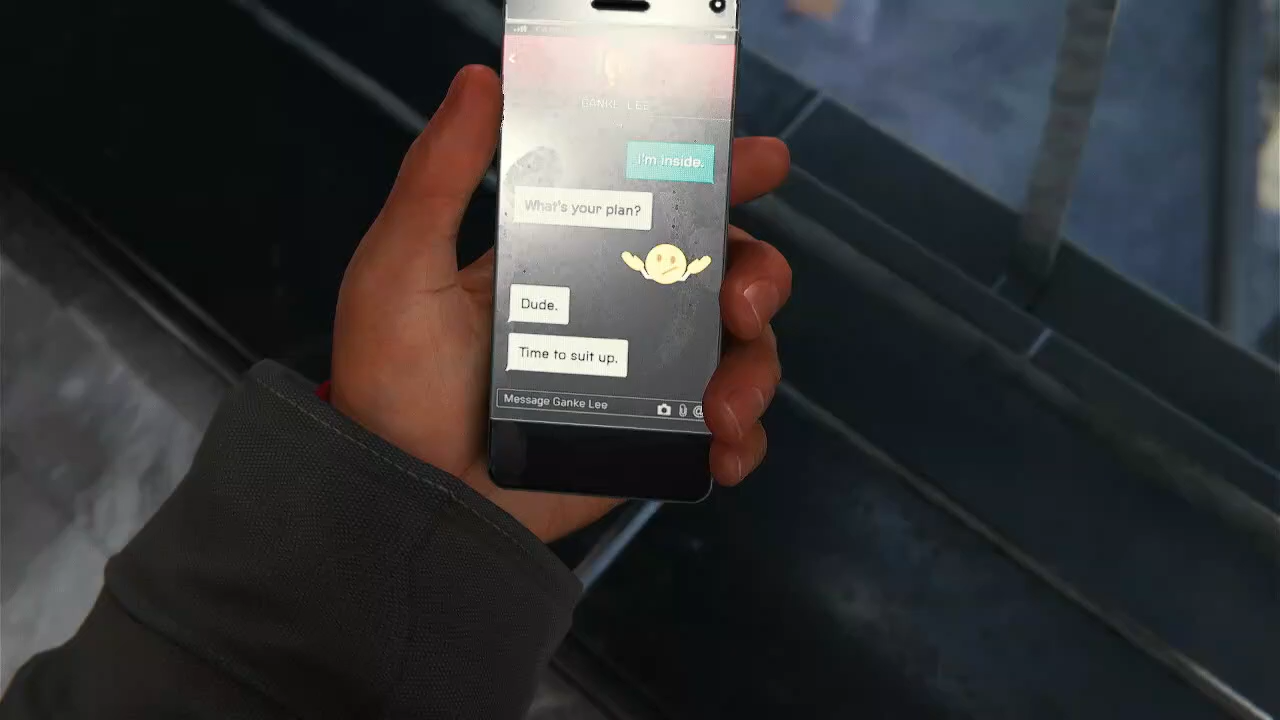 GANKE LEE
I'm inside.
What's your plan?
Dude.
Time to suit up.
Message Ganke Lee